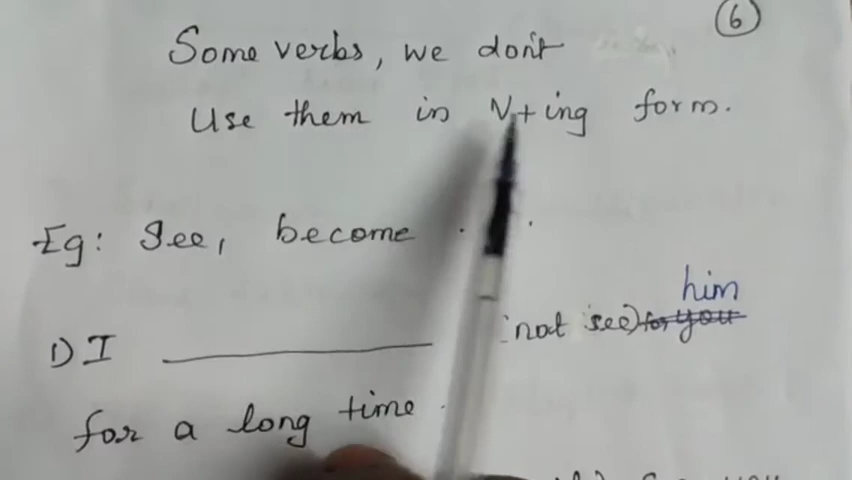 6
Some verbs, we don't
Use them in V+ing form.
Eg: See, become . .
him
1) I ____________ not see) for you
for a long time.